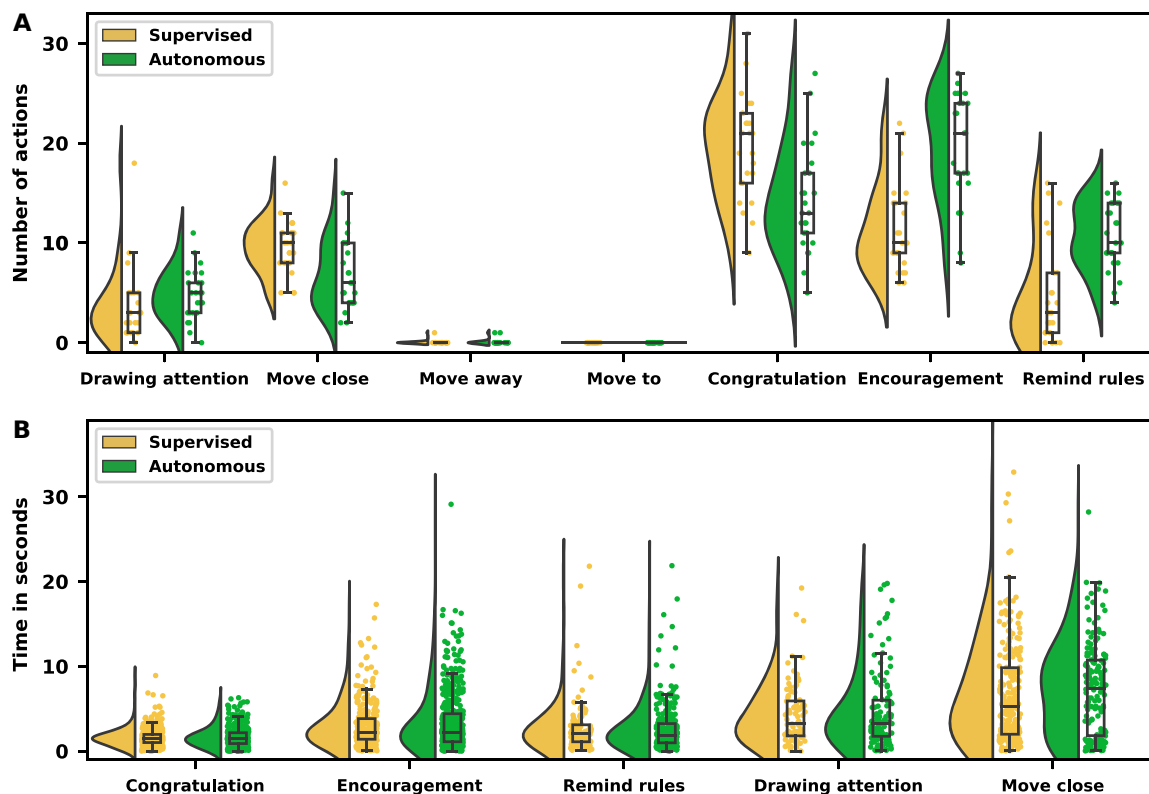 A
Supervised
Autonomous
Number of actions
30
20
10
0
Drawing attention Move close Move away Move to Congratulation Encouragement Remind rules
B
Supervised
Autonomous
Time in seconds
30
20
10
0
Congratulation Encouragement Remind rules Drawing attention Move close